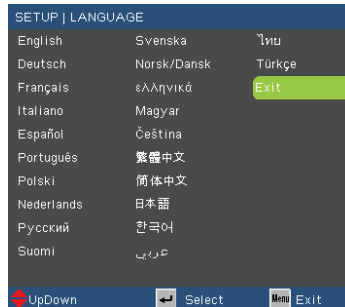 SETUP | LANGUAGE
English
Deutsch
Français
Italiano
Español
Português
Polski
Nederlands
Русский
Suomi
Svenska
Norsk/Dansk
ελληνικά
Magyar
Čeština
繁體中文
简体中文
日本語
한국어
عربي
ไทย
Türkçe
Exit
UpDown
Select
Menu Exit